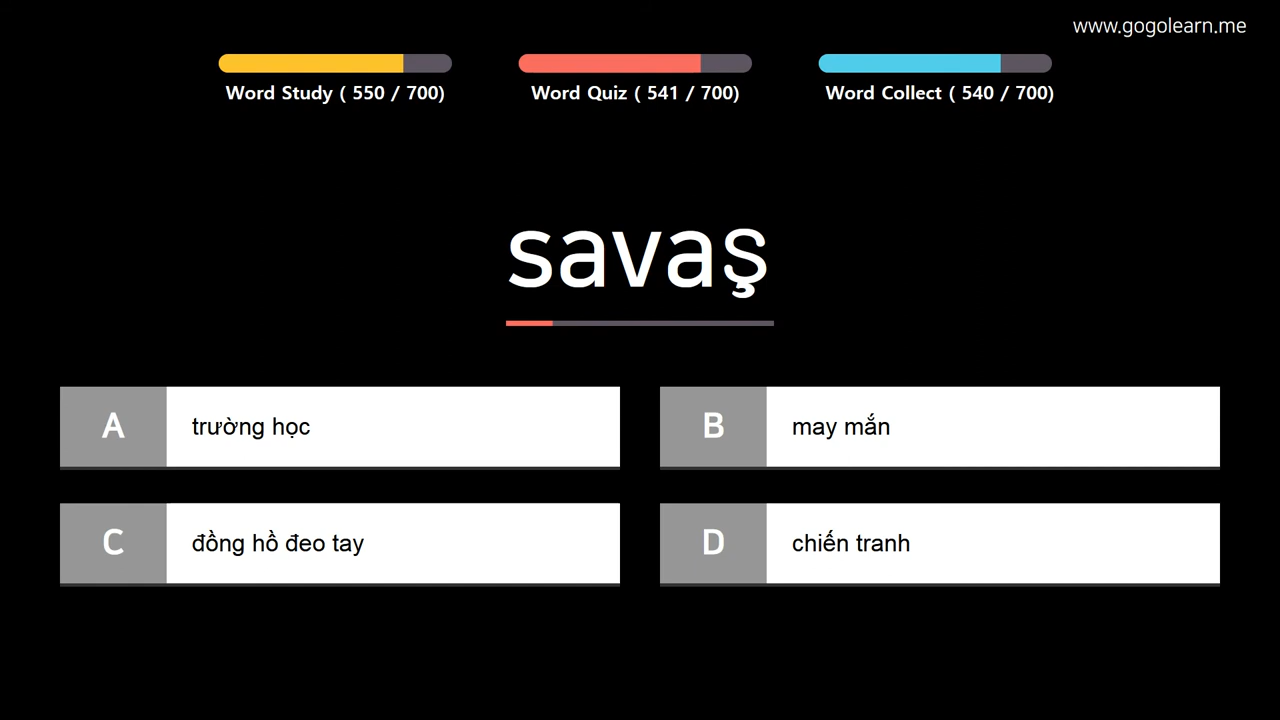 www.gogolearn.me
Word Study ( 550 / 700)
Word Quiz ( 541 / 700)
Word Collect ( 540 / 700)
savaş
A trường học
B may mắn
C đồng hồ đeo tay
D chiến tranh